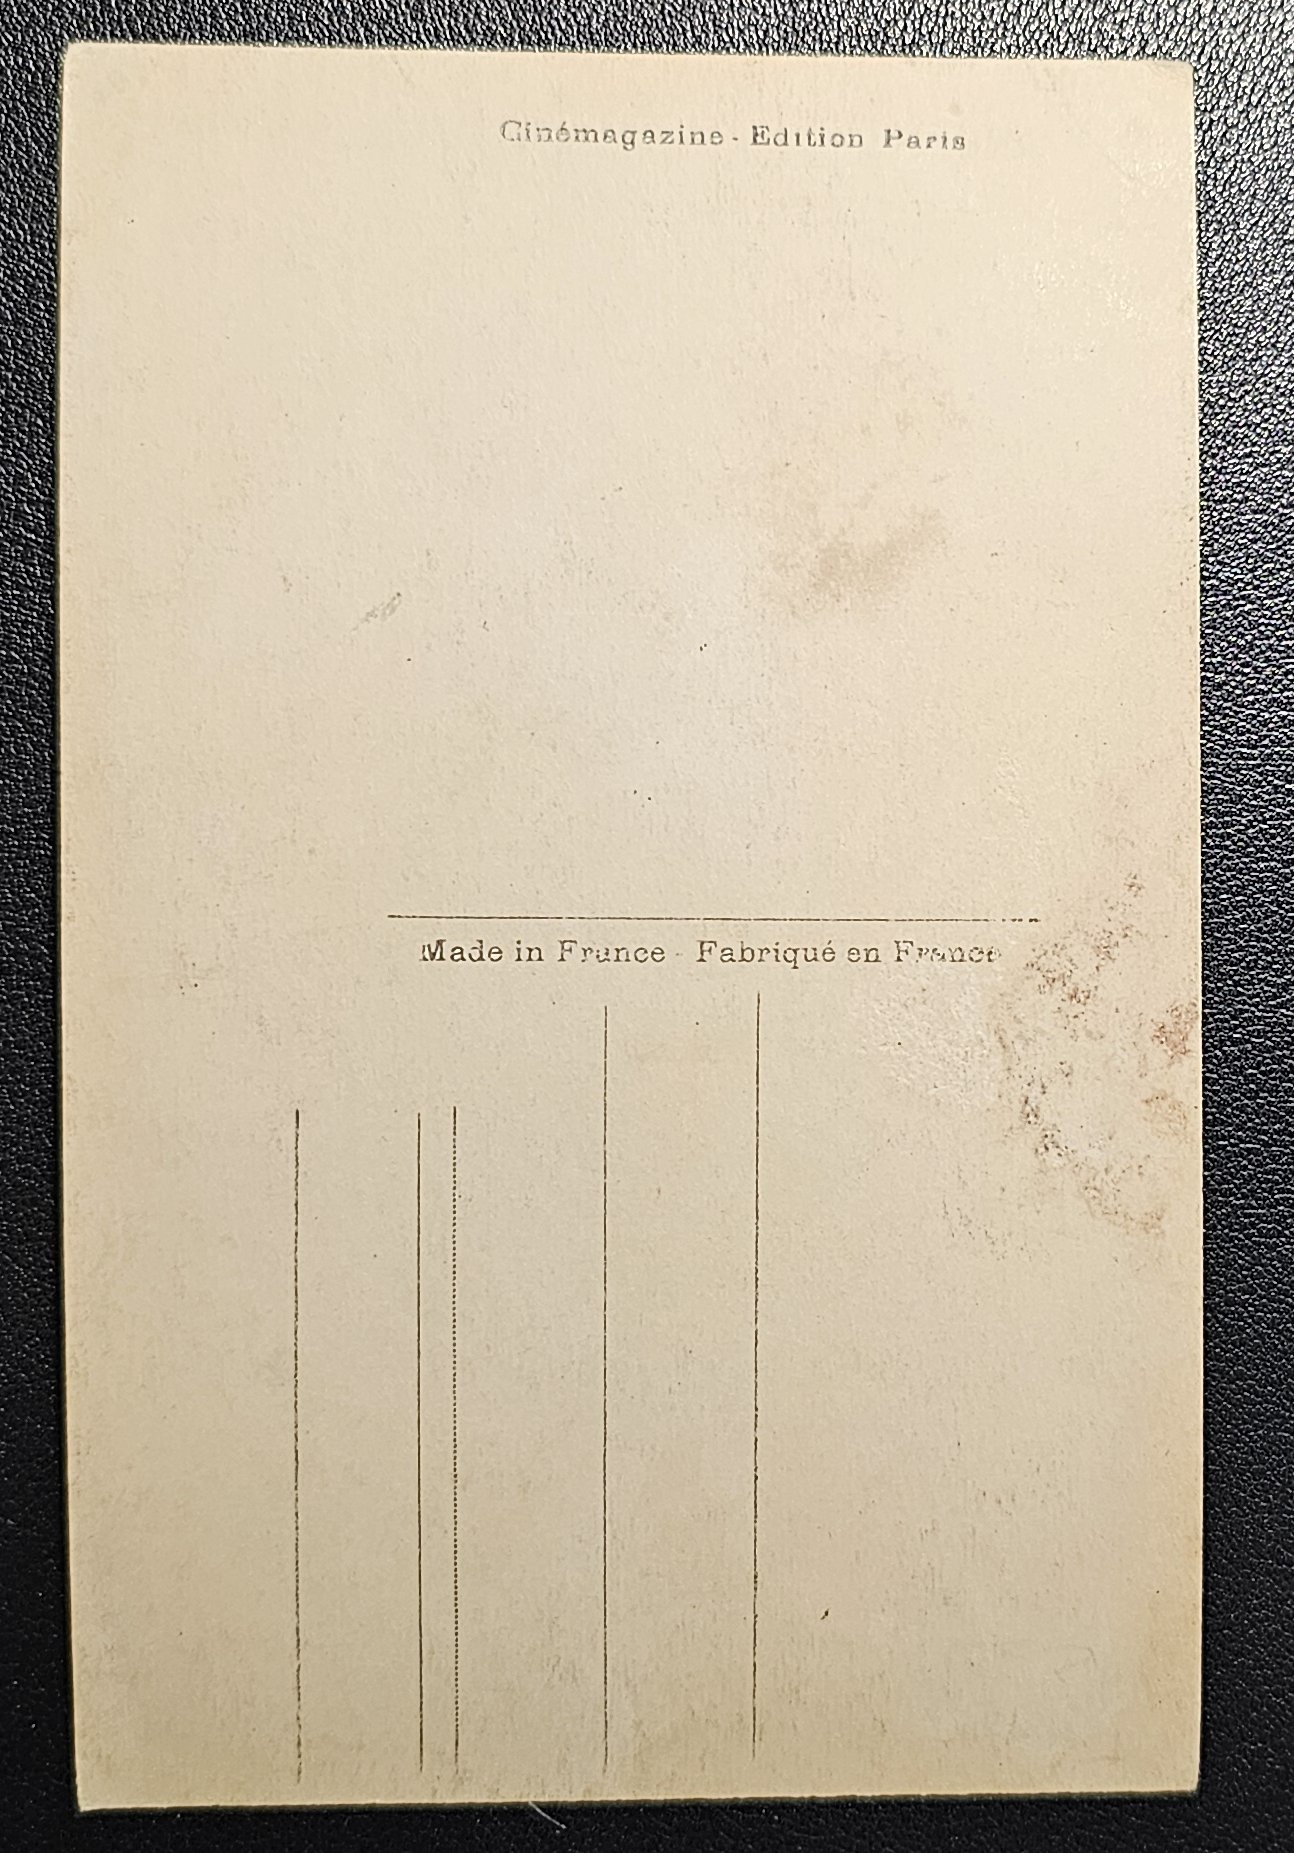 Cinémagazine - Edition Paris
Made in France - Fabriqué en France